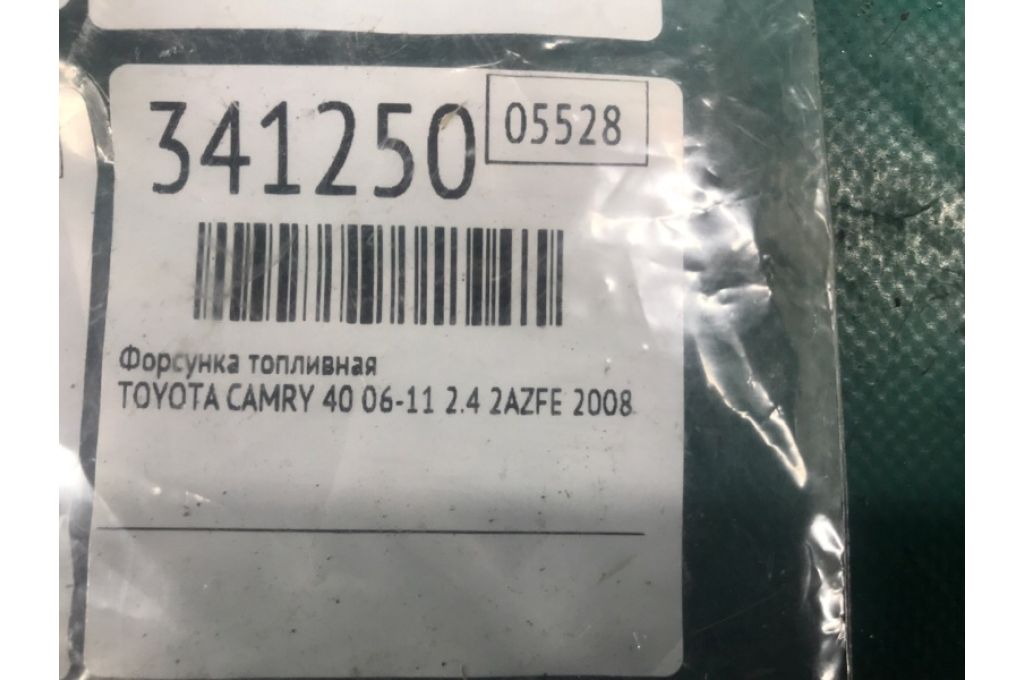 341250
05528
Форсунка топливная
TOYOTA CAMRY 40 06-11 2.4 2AZFE 2008